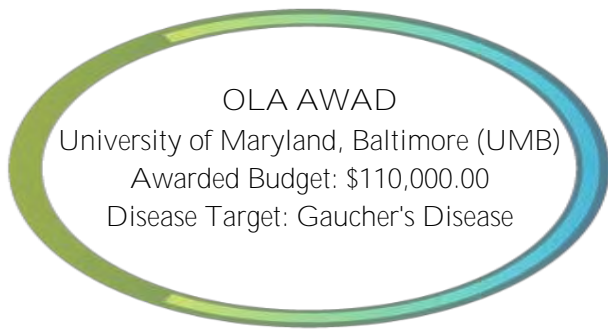 OLA AWAD
University of Maryland, Baltimore (UMB)
Awarded Budget: $110,000.00
Disease Target: Gaucher's Disease